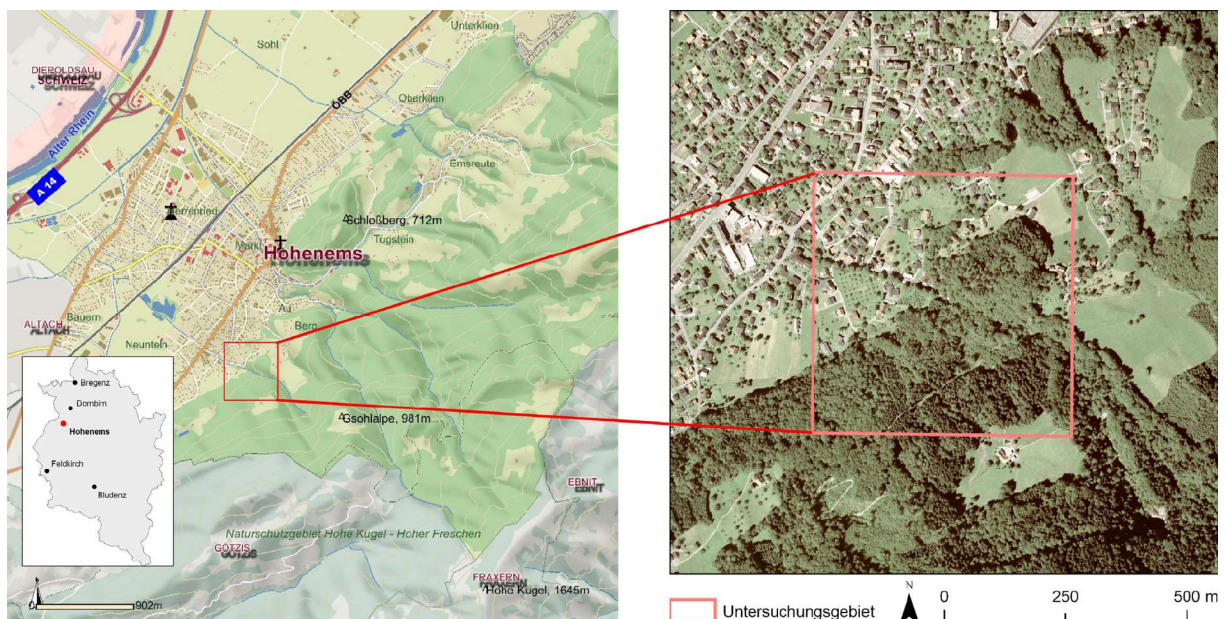 Unterklien
Sohl
DIEPOLDSAU
SCHWEIZ
ÖBB
Oberklien
Alter Rhein
Emsreute
A 14
Herrenried
Schloßberg, 712m
Markt
Tugstein
Hohenems
Au
Bauern
Berg
ALTACH
Neuntein
Bregenz
Dornbirn
Hohenems
Gsohlalpe, 981m
Feldkirch
Bludenz
EBNIT
Naturschutzgebiet Hohe Kugel - Hoher Freschen
GÖTZIS
FRAXERN
Hohe Kugel, 1645m
902m
N
0 250 500 m
Untersuchungsgebiet